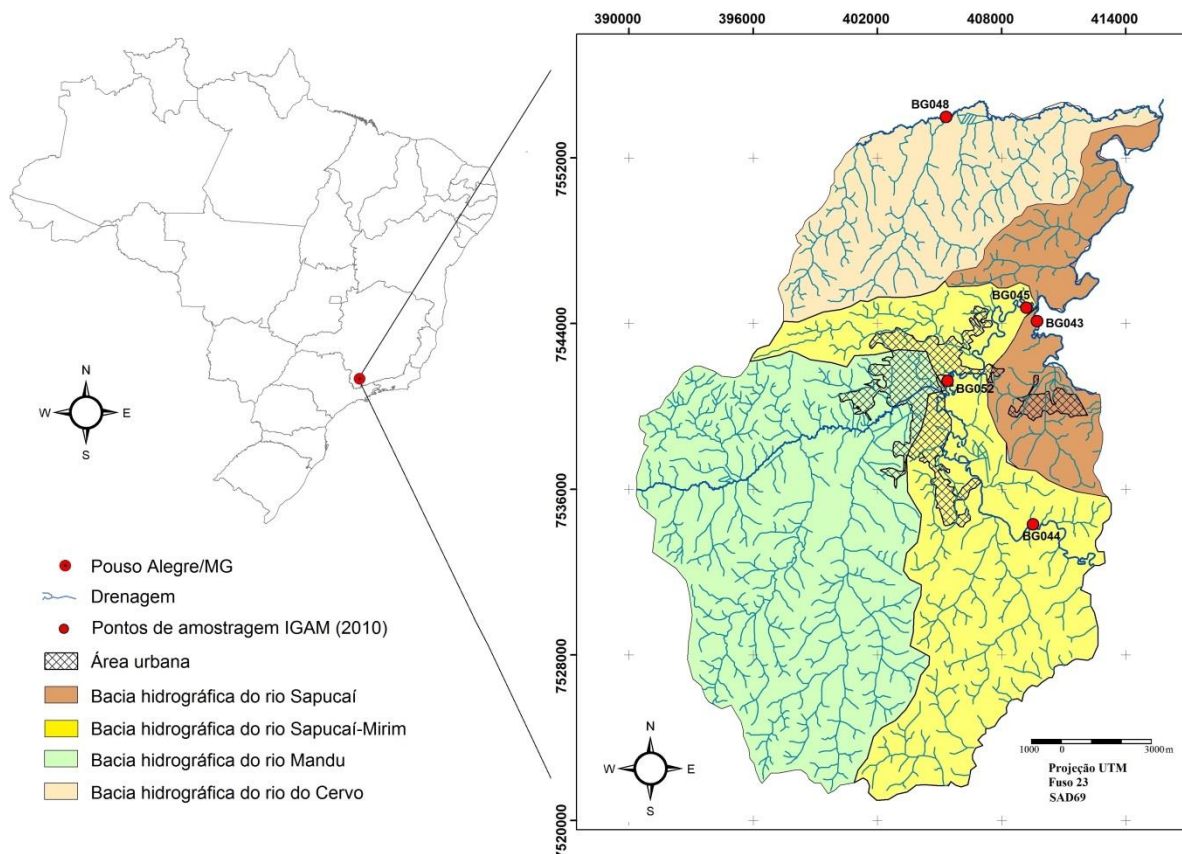 390000 396000 402000 408000 414000
7552000
7544000
7536000
7528000
7520000
BG048
BG045
BG043
BG052
BG044
N
W E
S
Pouso Alegre/MG
Drenagem
Pontos de amostragem IGAM (2010)
Área urbana
Bacia hidrográfica do rio Sapucaí
Bacia hidrográfica do rio Sapucaí-Mirim
Bacia hidrográfica do rio Mandu
Bacia hidrográfica do rio do Cervo
N
W E
S
1000 0 3000 m
Projeção UTM
Fuso 23
SAD69